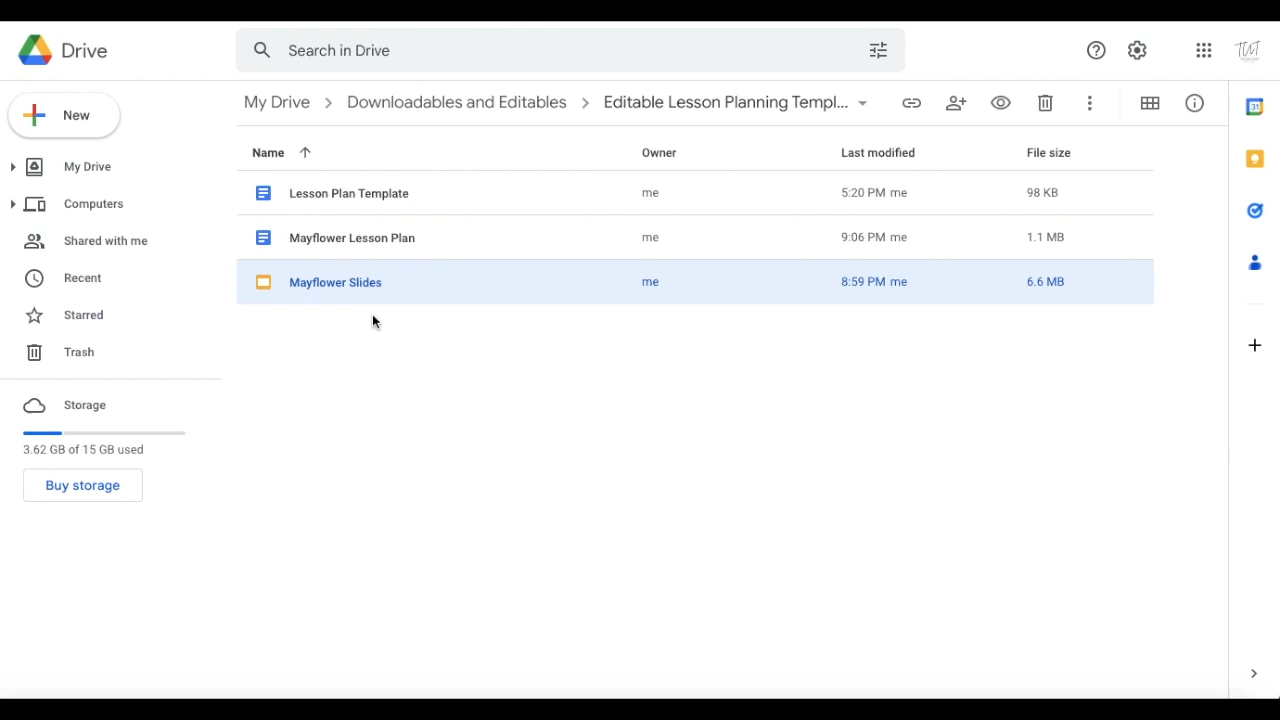 Drive
Search in Drive
New
My Drive
Computers
Shared with me
Recent
Starred
Trash
Storage
3.62 GB of 15 GB used
Buy storage
My Drive Downloadables and Editables Editable Lesson Planning Templ...
Name Owner Last modified File size
Lesson Plan Template me 5:20 PM me 98 KB
Mayflower Lesson Plan me 9:06 PM me 1.1 MB
Mayflower Slides me 8:59 PM me 6.6 MB
31